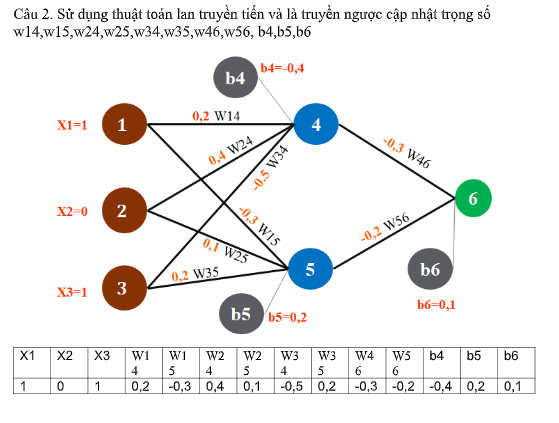 Câu 2. Sử dụng thuật toán lan truyền tiến và là truyền ngược cập nhật trọng số
w14,w15,w24,w25,w34,w35,w46,w56, b4,b5,b6
b4=-0,4
b4
X1=1
1
0,2 W14
4
0,4 W24
-0.5 W34
-0,3 W46
X2=0
2
-0,3 W15
6
0,1 W25
-0,2 W56
X3=1
3
0,2 W35
5
b6
b5
b5=0,2
b6=0,1
X1 X2 X3 W14 W15 W24 W25 W34 W35 W46 W56 b4 b5 b6
1 0 1 0,2 -0,3 0,4 0,1 -0,5 0,2 -0,3 -0,2 -0,4 0,2 0,1